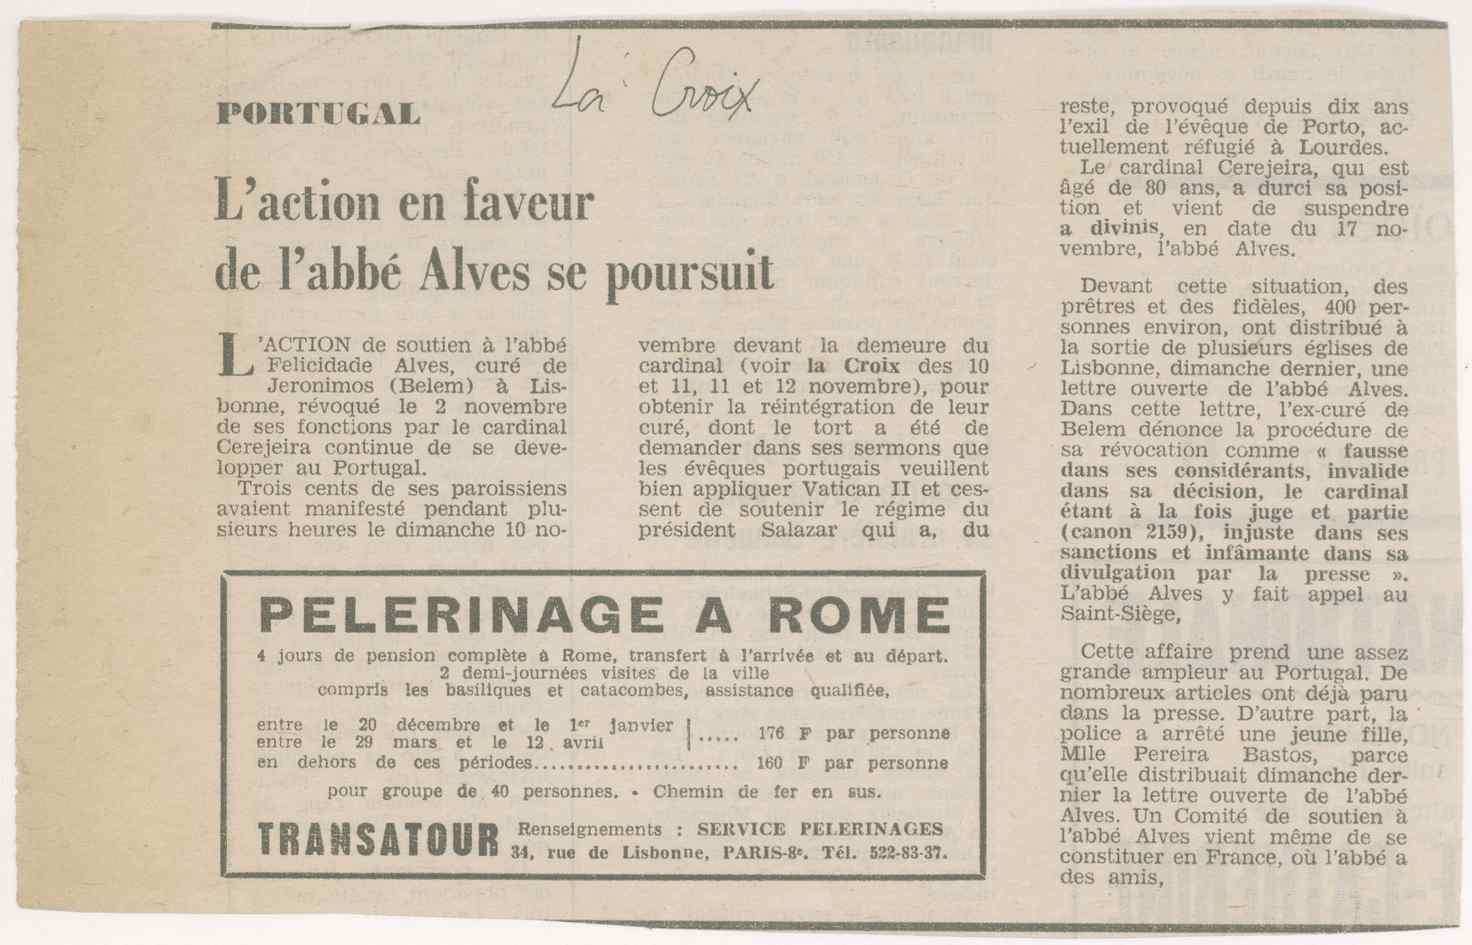 La Croix
PORTUGAL
L'action en faveur
de l'abbé Alves se poursuit
L'ACTION de soutien à l'abbé
Felicidade Alves, curé de
Jeronimos (Belem) à Lis-
bonne, révoqué le 2 novembre
de ses fonctions par le cardinal
Cerejeira continue de se deve-
lopper au Portugal.
Trois cents de ses paroissiens
avaient manifesté pendant plu-
sieurs heures le dimanche 10 no-
vembre devant la demeure du
cardinal (voir la Croix des 10
et 11, 11 et 12 novembre), pour
obtenir la réintégration de leur
curé, dont le tort a été de
demander dans ses sermons que
les évêques portugais veuillent
bien appliquer Vatican II et ces-
sent de soutenir le régime du
président Salazar qui a, du
reste, provoqué depuis dix ans
l'exil de l'évêque de Porto, ac-
tuellement réfugié à Lourdes.
Le cardinal Cerejeira, qui est
âgé de 80 ans, a durci sa posi-
tion et vient de suspendre
a divinis, en date du 17 no-
vembre, l'abbé Alves.
Devant cette situation, des
prêtres et des fidèles, 400 per-
sonnes environ, ont distribué à
la sortie de plusieurs églises de
Lisbonne, dimanche dernier, une
lettre ouverte de l'abbé Alves.
Dans cette lettre, l'ex-curé de
Belem dénonce la procédure de
sa révocation comme « fausse
dans ses considérants, invalide
dans sa décision, le cardinal
étant à la fois juge et partie
(canon 2159), injuste dans ses
sanctions et infâmante dans sa
divulgation par la presse ».
L'abbé Alves y fait appel au
Saint-Siège,
Cette affaire prend une assez
grande ampleur au Portugal. De
nombreux articles ont déjà paru
dans la presse. D'autre part, la
police a arrêté une jeune fille,
Mlle Pereira Bastos, parce
qu'elle distribuait dimanche der-
nier la lettre ouverte de l'abbé
Alves. Un Comité de soutien à
l'abbé Alves vient même de se
constituer en France, où l'abbé a
des amis,
PELERINAGE A ROME
4 jours de pension complète à Rome, transfert à l'arrivée et au départ.
2 demi-journées visites de la ville
compris les basiliques et catacombes, assistance qualifiée,
entre le 20 décembre et le 1er janvier
entre le 29 mars et le 12 avril ..... 176 F par personne
en dehors de ces périodes........................ 160 F par personne
pour groupe de 40 personnes. - Chemin de fer en sus.
TRANSATOUR Renseignements : SERVICE PELERINAGES
34, rue de Lisbonne, PARIS-8e. Tél. 522-83-37.